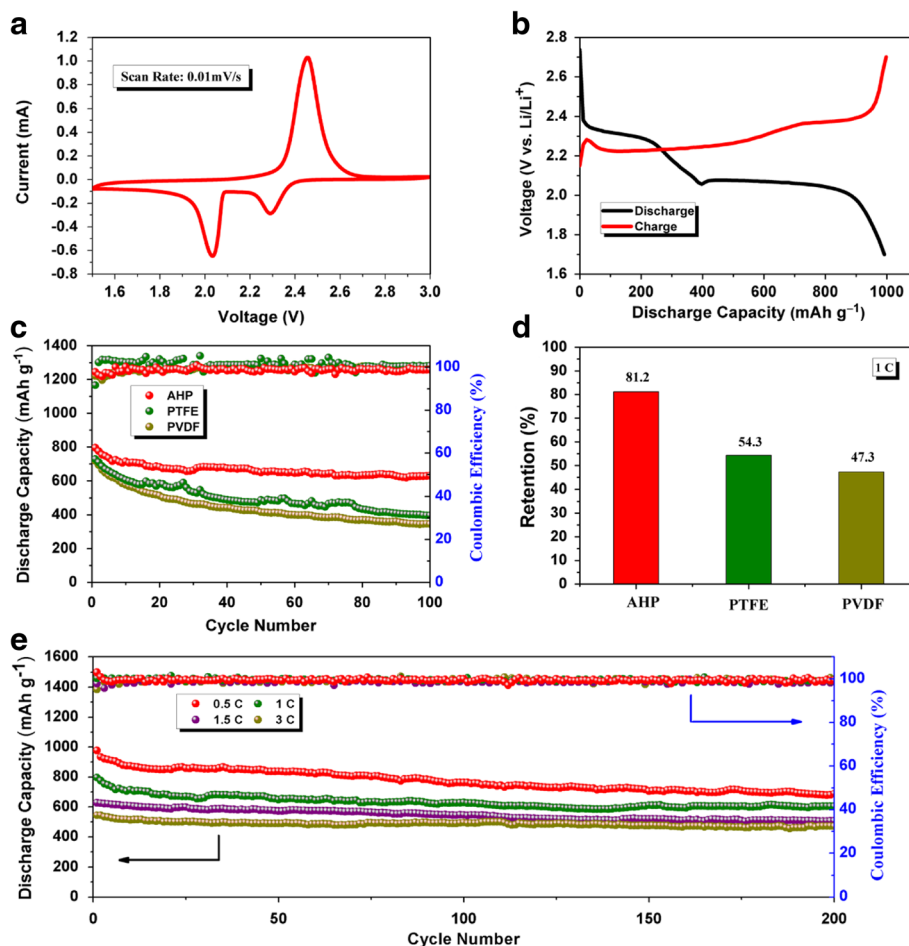 a
1.2
1.0
0.8
0.6
0.4
0.2
0.0
-0.2
-0.4
-0.6
-0.8
Current (mA)
Scan Rate: 0.01mV/s
1.6 1.8 2.0 2.2 2.4 2.6 2.8 3.0
Voltage (V)
b
2.8
2.4
2.0
1.6
Voltage (V vs. Li/Li⁺)
Discharge
Charge
0 200 400 600 800 1000
Discharge Capacity (mAh g⁻¹)
c
1400
1200
1000
800
600
400
200
0
Discharge Capacity (mAh g⁻¹)
AHP
PTFE
PVDF
100
80
60
40
20
0
Coulombic Efficiency (%)
0 20 40 60 80 100
Cycle Number
d
100
90
80
70
60
50
40
30
20
10
0
Retention (%)
1 C
81.2
54.3
47.3
AHP PTFE PVDF
e
1600
1400
1200
1000
800
600
400
200
0
Discharge Capacity (mAh g⁻¹)
0.5 C 1 C
1.5 C 3 C
100
80
60
40
20
0
Coulombic Efficiency (%)
0 50 100 150 200
Cycle Number